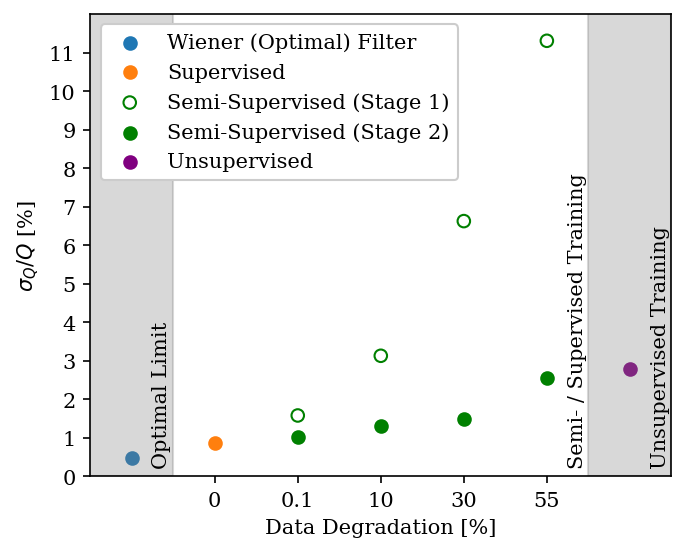 Wiener (Optimal) Filter
Supervised
Semi-Supervised (Stage 1)
Semi-Supervised (Stage 2)
Unsupervised
11
10
9
8
7
6
5
4
3
2
1
0
σ_Q/Q [%]
Optimal Limit
Semi- / Supervised Training
Unsupervised Training
0 0.1 10 30 55
Data Degradation [%]